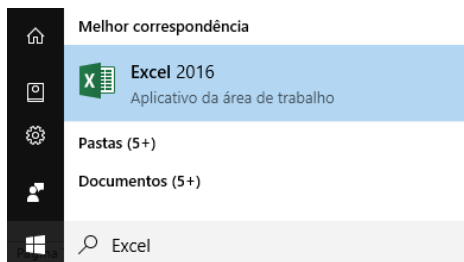 Melhor correspondência
Excel 2016
Aplicativo da área de trabalho
Pastas (5+)
Documentos (5+)
Excel